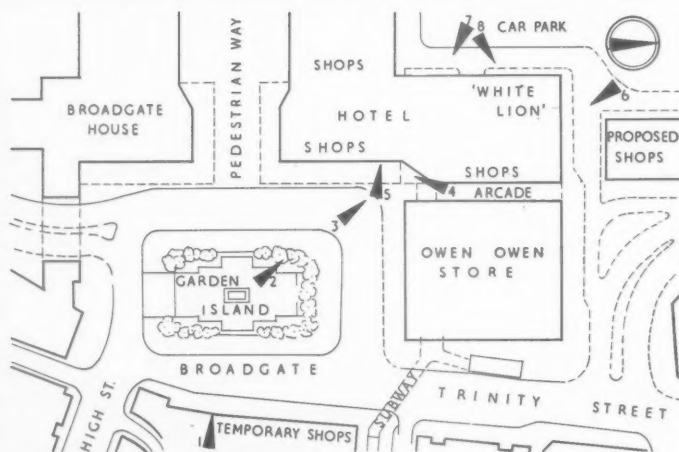 7
8
CAR PARK
PEDESTRIAN WAY
SHOPS
'WHITE
LION'
6
BROADGATE
HOUSE
HOTEL
PROPOSED
SHOPS
SHOPS
SHOPS
5
4
ARCADE
3
OWEN OWEN
STORE
GARDEN
2
ISLAND
BROADGATE
HIGH ST.
SUBWAY
TRINITY STREET
1
TEMPORARY SHOPS